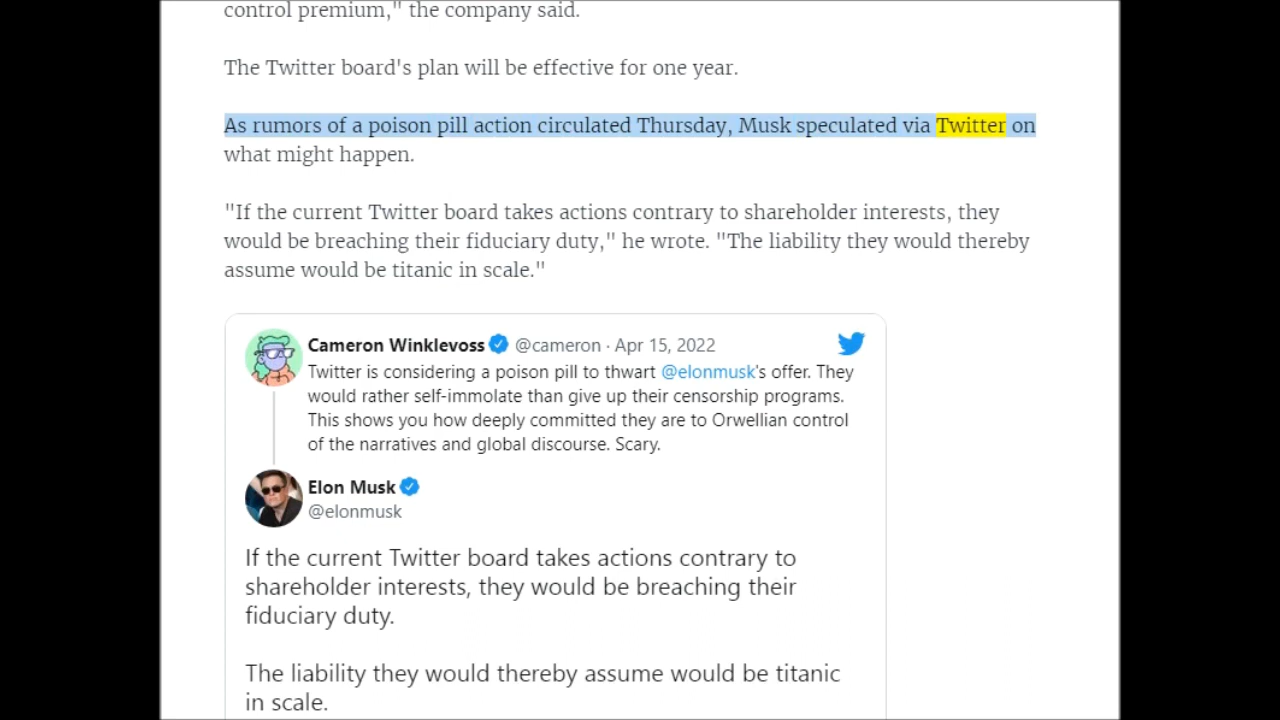 control premium," the company said.
The Twitter board's plan will be effective for one year.
As rumors of a poison pill action circulated Thursday, Musk speculated via Twitter on
what might happen.
"If the current Twitter board takes actions contrary to shareholder interests, they
would be breaching their fiduciary duty," he wrote. "The liability they would thereby
assume would be titanic in scale."
Cameron Winklevoss @cameron · Apr 15, 2022
Twitter is considering a poison pill to thwart @elonmusk's offer. They
would rather self-immolate than give up their censorship programs.
This shows you how deeply committed they are to Orwellian control
of the narratives and global discourse. Scary.
Elon Musk
@elonmusk
If the current Twitter board takes actions contrary to
shareholder interests, they would be breaching their
fiduciary duty.
The liability they would thereby assume would be titanic
in scale.